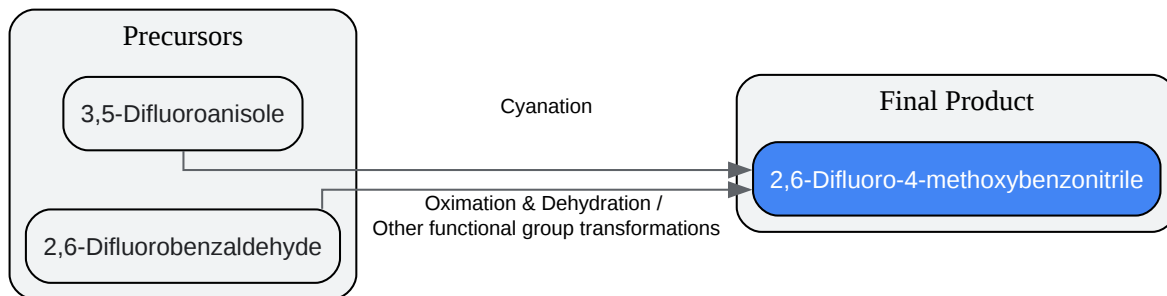 Precursors
3,5-Difluoroanisole
2,6-Difluorobenzaldehyde
Cyanation
Oximation & Dehydration /
Other functional group transformations
Final Product
2,6-Difluoro-4-methoxybenzonitrile